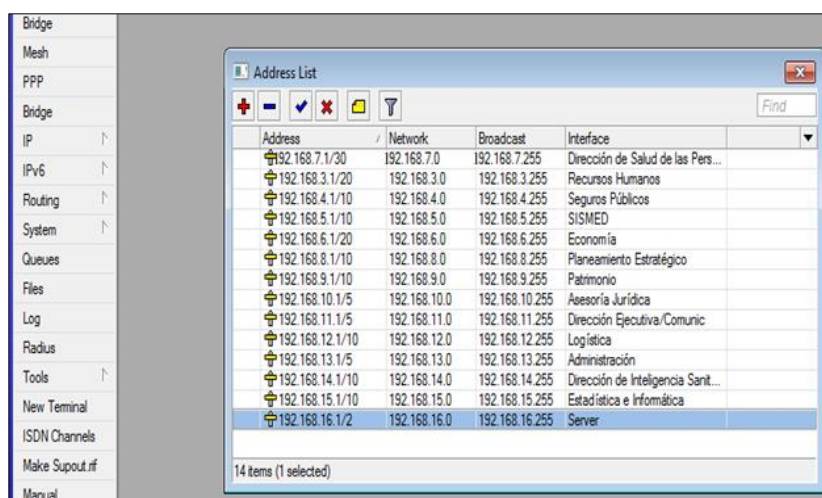 Bridge
Mesh
PPP
Bridge
IP
IPv6
Routing
System
Queues
Files
Log
Radius
Tools
New Terminal
ISDN Channels
Make Supout.rif
Manual
Address List
Find
Address / Network Broadcast Interface
192.168.7.1/30 192.168.7.0 192.168.7.255 Dirección de Salud de las Pers...
192.168.3.1/20 192.168.3.0 192.168.3.255 Recursos Humanos
192.168.4.1/10 192.168.4.0 192.168.4.255 Seguros Públicos
192.168.5.1/10 192.168.5.0 192.168.5.255 SISMED
192.168.6.1/20 192.168.6.0 192.168.6.255 Economía
192.168.8.1/10 192.168.8.0 192.168.8.255 Planeamiento Estratégico
192.168.9.1/10 192.168.9.0 192.168.9.255 Patrimonio
192.168.10.1/5 192.168.10.0 192.168.10.255 Asesoría Jurídica
192.168.11.1/5 192.168.11.0 192.168.11.255 Dirección Ejecutiva/Comunic
192.168.12.1/10 192.168.12.0 192.168.12.255 Logística
192.168.13.1/5 192.168.13.0 192.168.13.255 Administración
192.168.14.1/10 192.168.14.0 192.168.14.255 Dirección de Inteligencia Sanit...
192.168.15.1/10 192.168.15.0 192.168.15.255 Estadística e Informática
192.168.16.1/2 192.168.16.0 192.168.16.255 Server
14 items (1 selected)